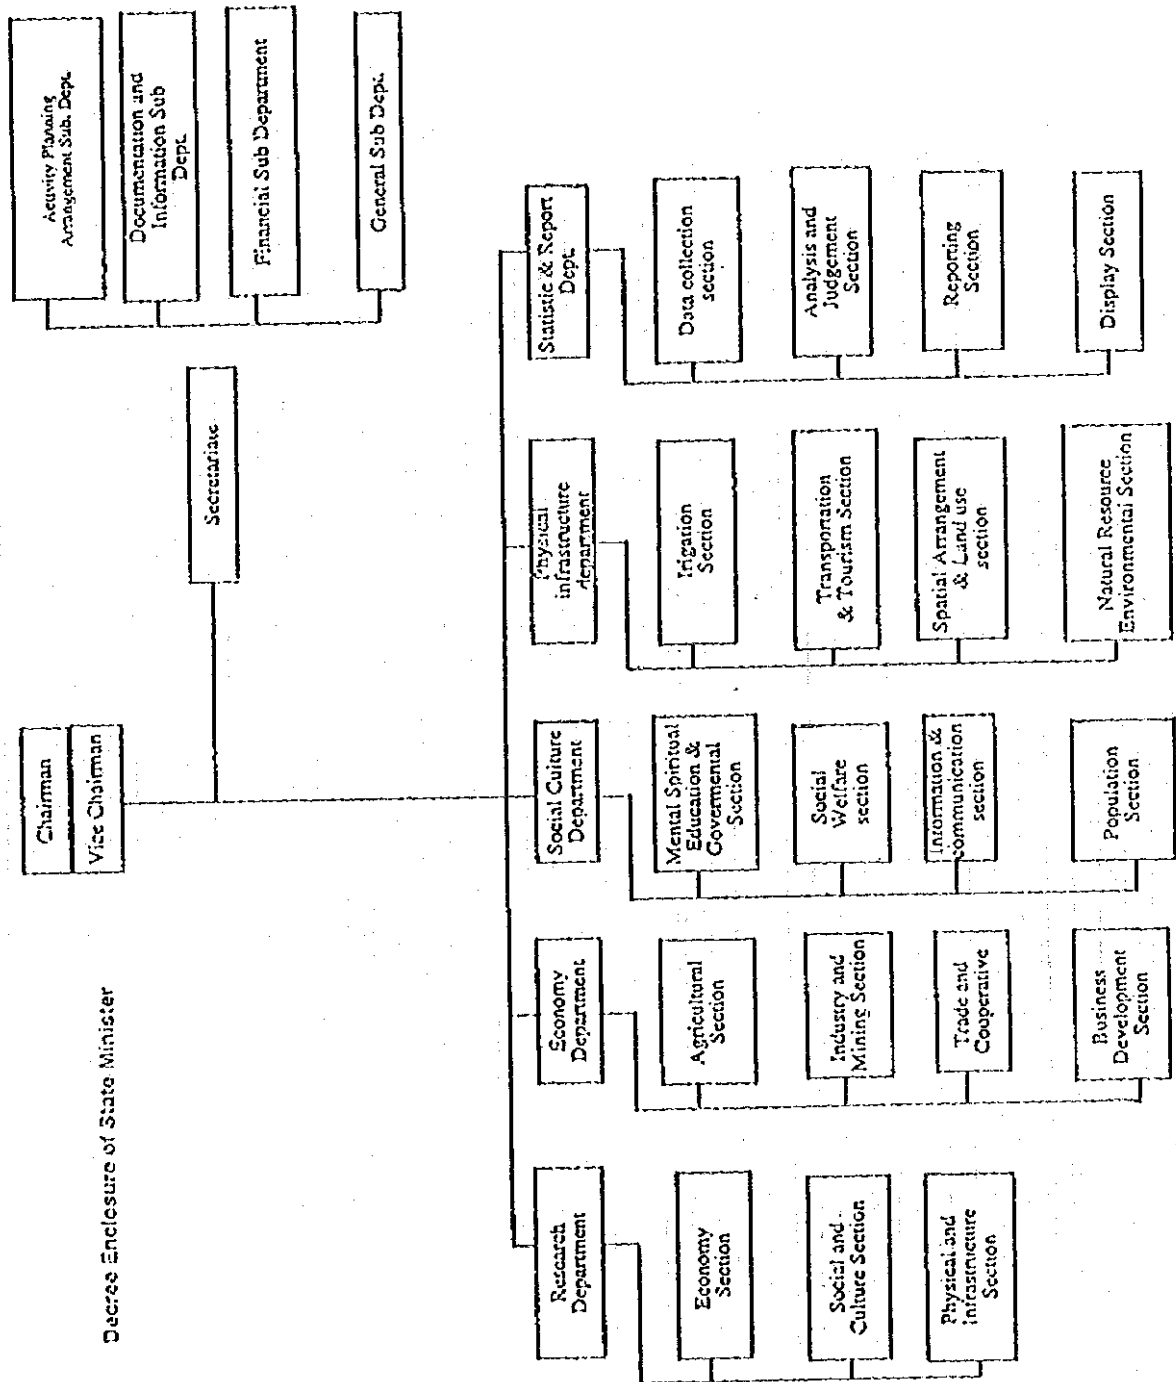 Decree Enclosure of State Minister
Chairman
Vice Chairman
Secretariate
Activity Planning
Arrangement Sub. Dept.
Documentation and
Information Sub
Dept.
Financial Sub Department
General Sub Dept.
Research
Department
Economy
Section
Social and
Culture Section
Physical and
Infrastructure
Section
Economy
Department
Agricultural
Section
Industry and
Mining Section
Trade and
Couperative
Business
Development
Section
Social Culture
Department
Mental Spiritual
Education &
Govermental
Section
Social
Welfare
section
Information &
communication
section
Population
Section
Physical
infrastructure
department
Irigation
Section
Transportation
& Tourism Section
Spatial Arrangement
& Land use
section
Natural Resource
Environmental Section
Statistic & Report
Dept.
Data collection
section
Analysis and
Judgement
Section
Reporting
Section
Display Section